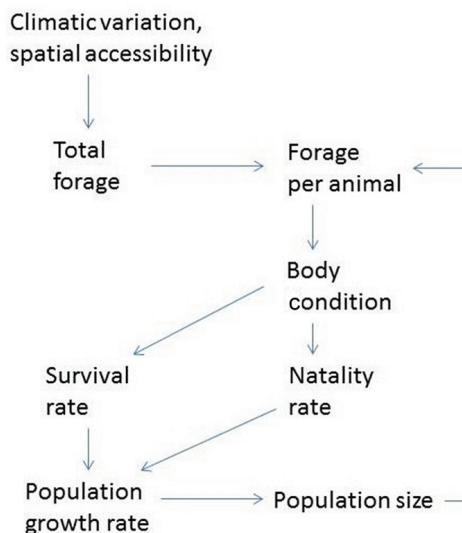 Climatic variation,
spatial accessibility
Total
forage
Forage
per animal
Body
condition
Survival
rate
Natality
rate
Population
growth rate
Population size